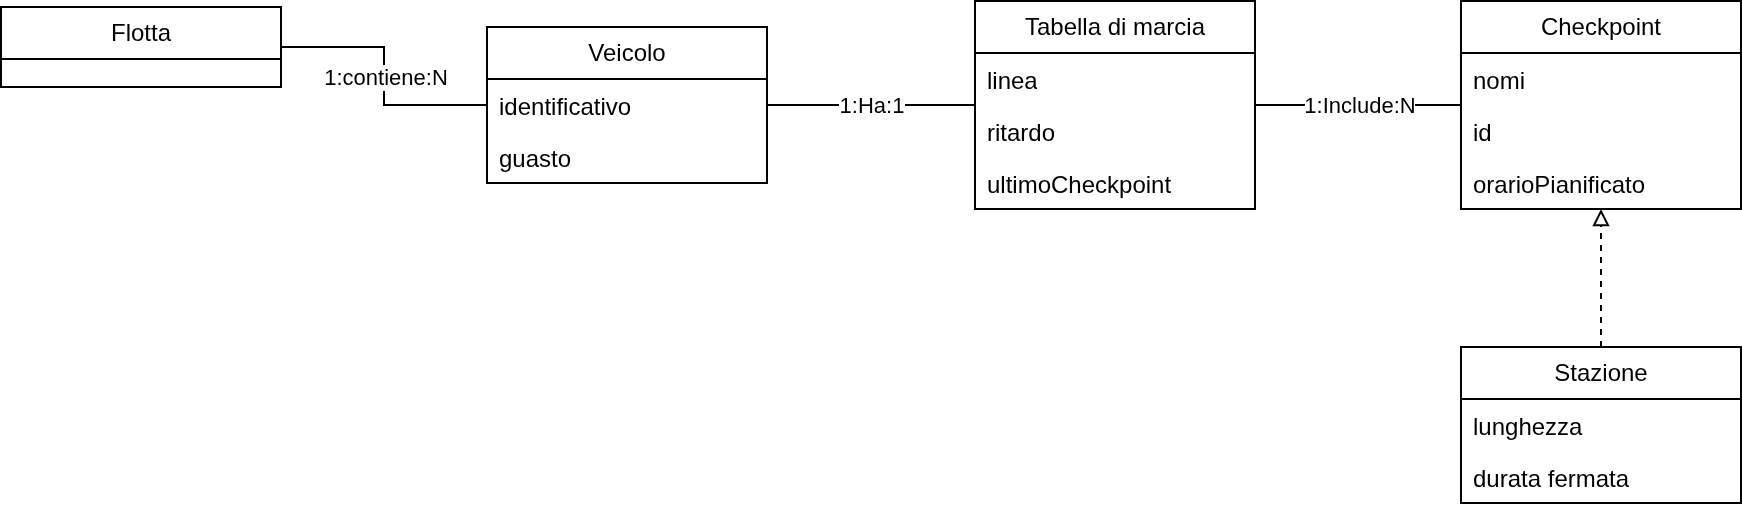 Flotta
1:contiene:N
Veicolo
identificativo
guasto
1:Ha:1
Tabella di marcia
linea
ritardo
ultimoCheckpoint
1:Include:N
Checkpoint
nomi
id
orarioPianificato
Stazione
lunghezza
durata fermata